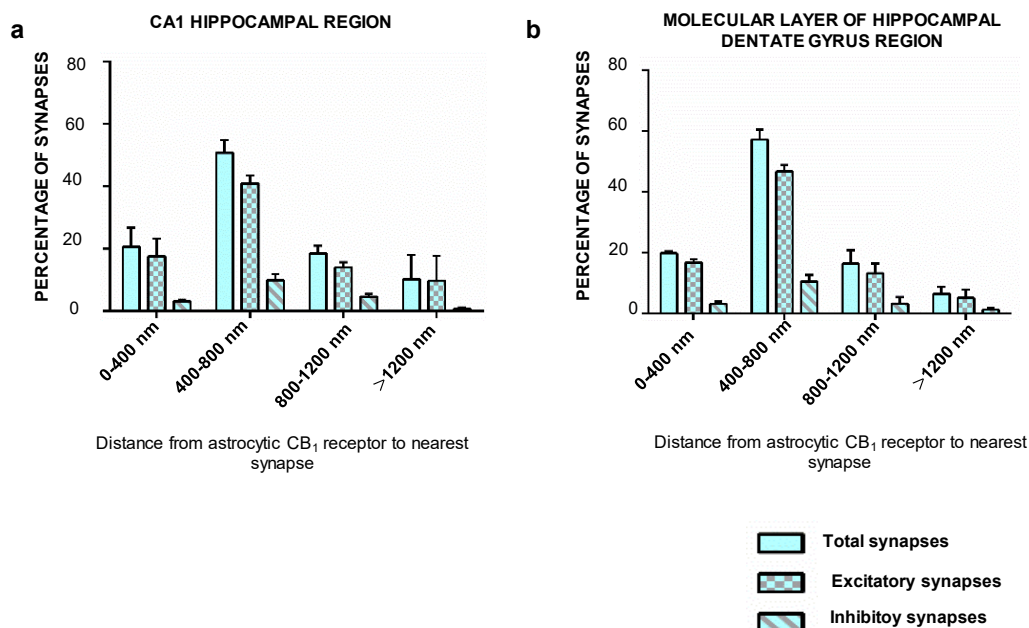 a
CA1 HIPPOCAMPAL REGION
PERCENTAGE OF SYNAPSES
80
60
40
20
0
0-400 nm
400-800 nm
800-1200 nm
>1200 nm
Distance from astrocytic CB₁ receptor to nearest
synapse
b
MOLECULAR LAYER OF HIPPOCAMPAL
DENTATE GYRUS REGION
PERCENTAGE OF SYNAPSES
80
60
40
20
0
0-400 nm
400-800 nm
800-1200 nm
>1200 nm
Distance from astrocytic CB₁ receptor to nearest
synapse
Total synapses
Excitatory synapses
Inhibitoy synapses